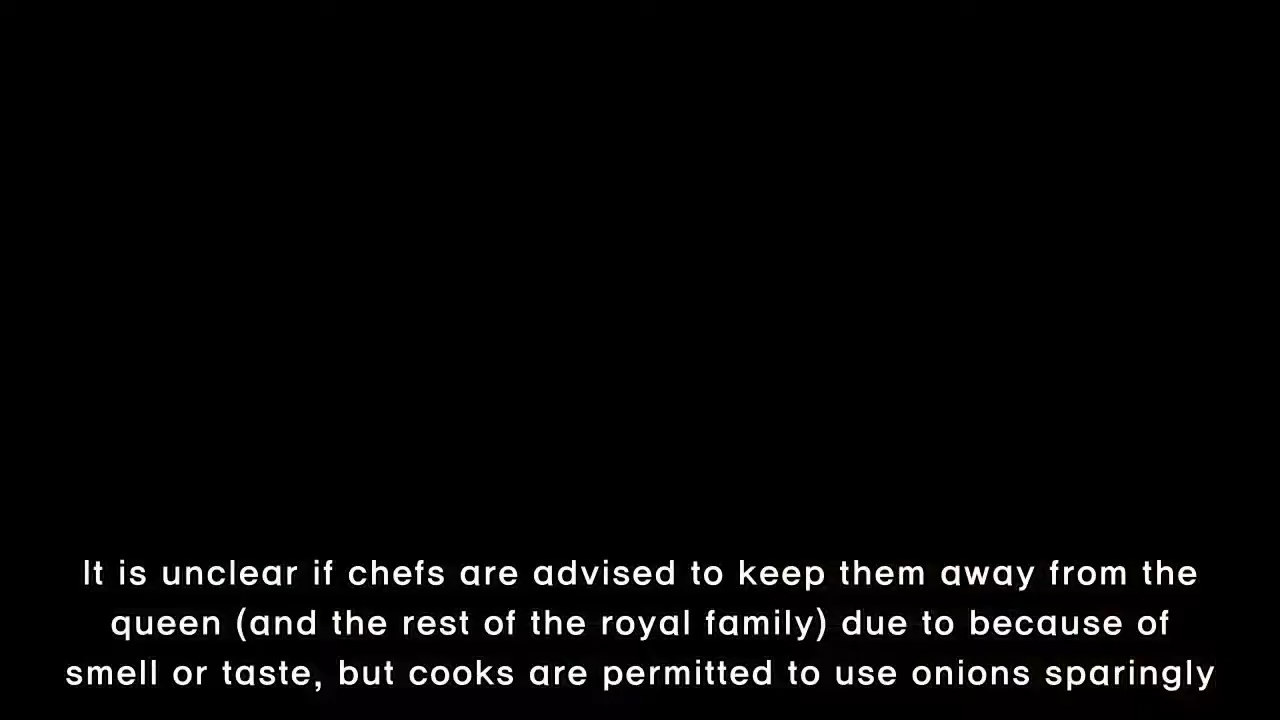 It is unclear if chefs are advised to keep them away from the
queen (and the rest of the royal family) due to because of
smell or taste, but cooks are permitted to use onions sparingly